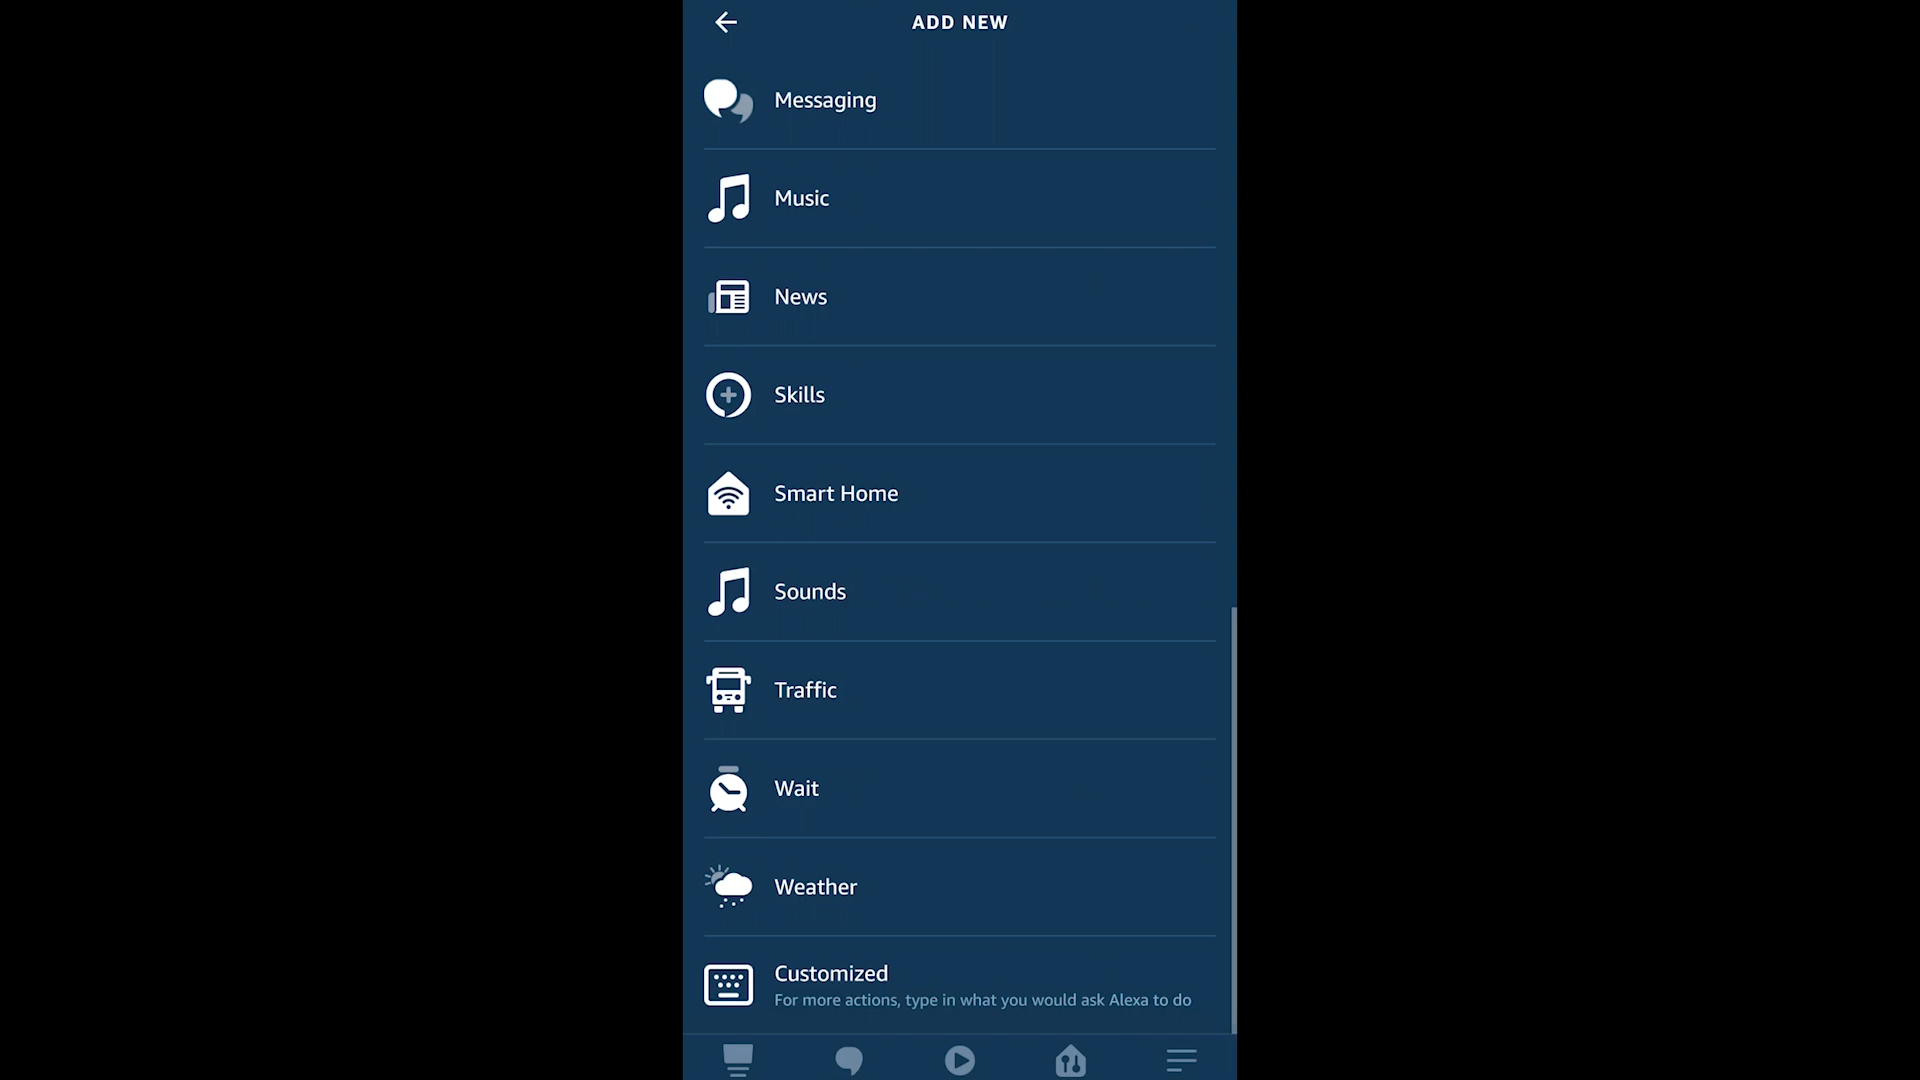 ADD NEW
Messaging
Music
News
Skills
Smart Home
Sounds
Traffic
Wait
Weather
Customized
For more actions, type in what you would ask Alexa to do